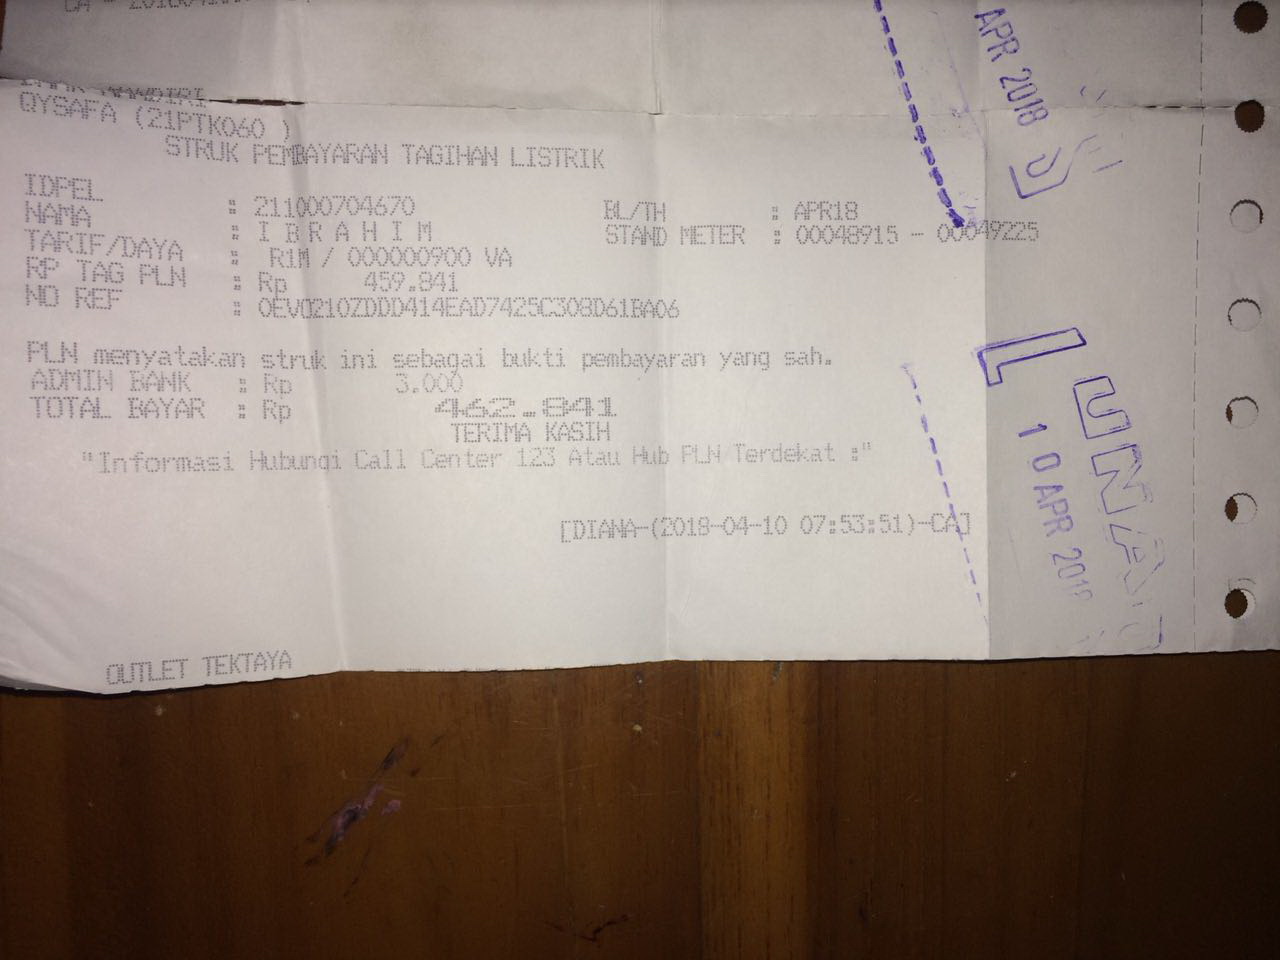 BANK MANDIRI
QYSAFA (21PTK060 )
STRUK PEMBAYARAN TAGIHAN LISTRIK
IDPEL : 211000704670 BL/TH : APR18
NAMA : I B R A H I M STAND METER : 00048915 - 00049225
TARIF/DAYA : R1M / 000000900 VA
RP TAG PLN : Rp 459.841
NO REF : 0EV0210ZDDD414EAD7425C308D61BA06
PLN menyatakan struk ini sebagai bukti pembayaran yang sah.
ADMIN BANK : Rp 3.000
TOTAL BAYAR : Rp 462.841
TERIMA KASIH
"Informasi Hubungi Call Center 123 Atau Hub PLN Terdekat :"
[DIANA-(2018-04-10 07:53:51)-CA]
OUTLET TEKTAYA
APR 2018
LUNAS
10 APR 2018